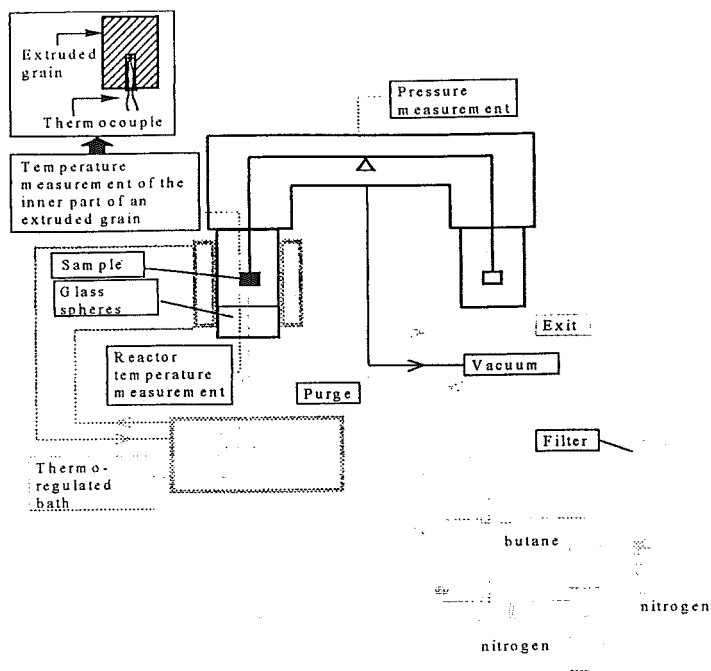 Extruded
grain
Thermocouple
Temperature
measurement of the
inner part of an
extruded grain
Pressure
measurement
Sample
Glass
spheres
Reactor
temperature
measurement
Exit
Vacuum
Purge
Filter
Thermo-
regulated
bath
butane
nitrogen
nitrogen